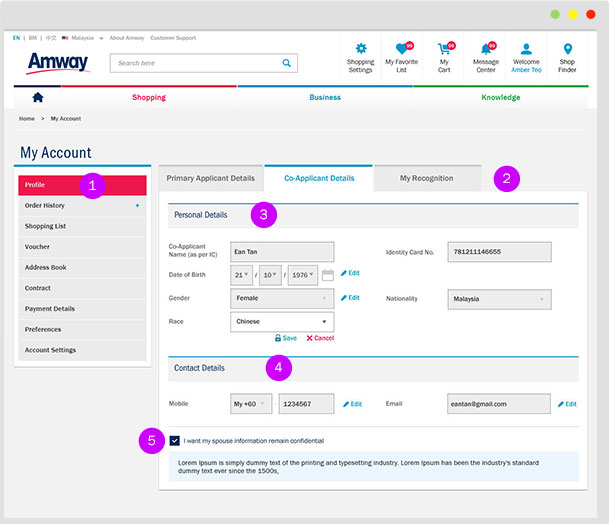 EN | BM | 中文 Malaysia About Amway Customer Support
Amway
Search here
Shopping Settings
99
My Favorite List
99
My Cart
99
Message Center
Welcome Amber Teo
Shop Finder
Shopping Business Knowledge
Home > My Account
My Account
Profile
1
Order History +
Shopping List
Voucher
Address Book
Contract
Payment Details
Preferences
Account Settings
Primary Applicant Details Co-Applicant Details My Recognition 2
Personal Details 3
Co-Applicant
Name (as per IC) Ean Tan Identity Card No. 781211146655
Date of Birth 21 / 10 / 1976 Edit
Gender Female Edit Nationality Malaysia
Race Chinese
Save Cancel
Contact Details 4
Mobile My +60 - 1234567 Edit Email eantan@gmail.com Edit
5 I want my spouse information remain confidential
Lorem Ipsum is simply dummy text of the printing and typesetting industry. Lorem Ipsum has been the industry's standard
dummy text ever since the 1500s,